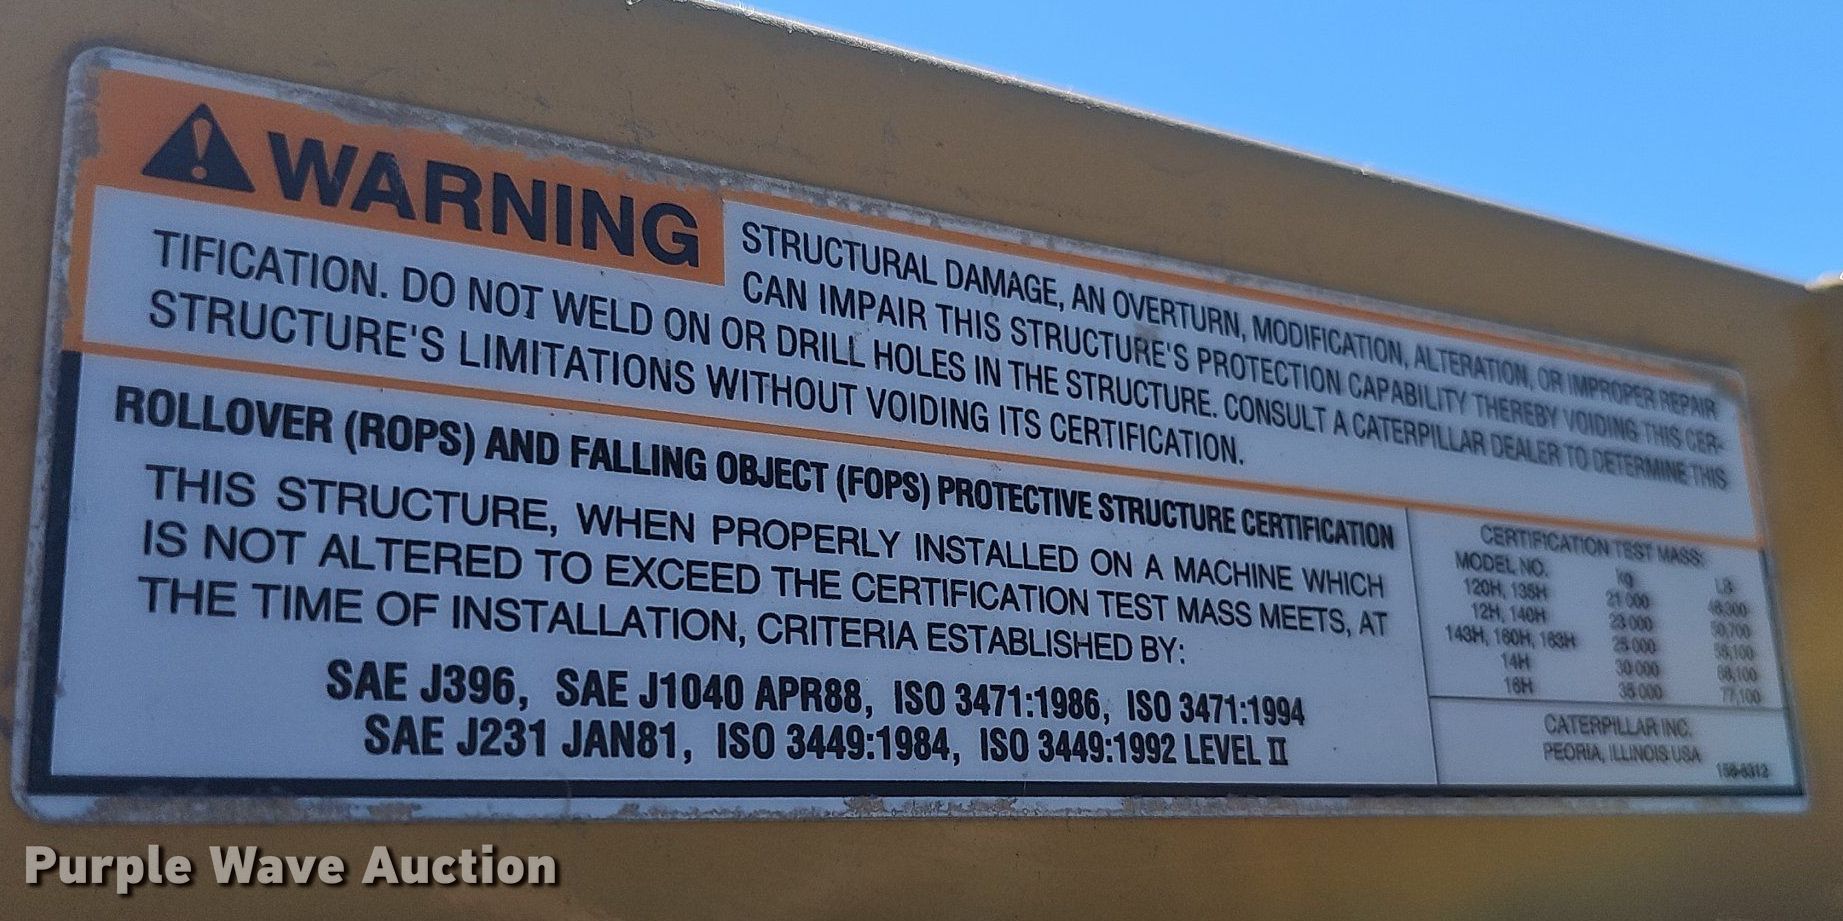 WARNING
STRUCTURAL DAMAGE, AN OVERTURN, MODIFICATION, ALTERATION, OR IMPROPER REPAIR
CAN IMPAIR THIS STRUCTURE'S PROTECTION CAPABILITY THEREBY VOIDING THIS CER-
TIFICATION. DO NOT WELD ON OR DRILL HOLES IN THE STRUCTURE. CONSULT A CATERPILLAR DEALER TO DETERMINE THIS
STRUCTURE'S LIMITATIONS WITHOUT VOIDING ITS CERTIFICATION.
ROLLOVER (ROPS) AND FALLING OBJECT (FOPS) PROTECTIVE STRUCTURE CERTIFICATION
THIS STRUCTURE, WHEN PROPERLY INSTALLED ON A MACHINE WHICH
IS NOT ALTERED TO EXCEED THE CERTIFICATION TEST MASS MEETS, AT
THE TIME OF INSTALLATION, CRITERIA ESTABLISHED BY:
SAE J396, SAE J1040 APR88, ISO 3471:1986, ISO 3471:1994
SAE J231 JAN81, ISO 3449:1984, ISO 3449:1992 LEVEL II
CERTIFICATION TEST MASS:
MODEL NO. kg LB
120H, 135H 21 000 46,300
12H, 140H 23 000 50,700
143H, 160H, 163H 25 000
14H 30 000
16H 35 000 77,100
CATERPILLAR INC.
PEORIA, ILLINOIS USA
Purple Wave Auction